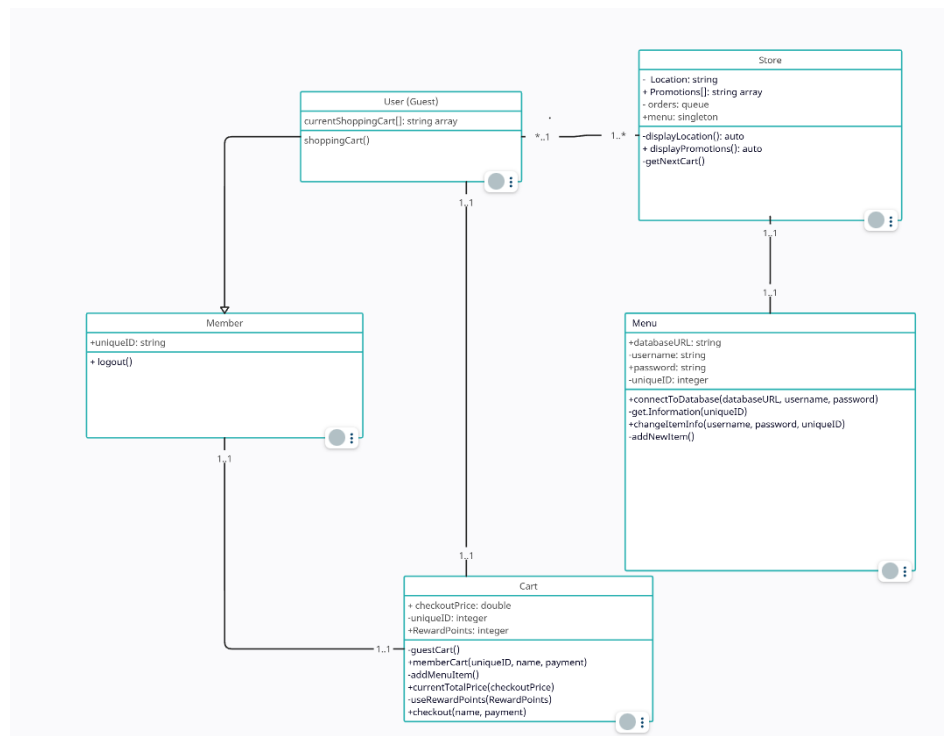 User (Guest)
currentShoppingCart[]: string array
shoppingCart()
*..1
1..*
Store
- Location: string
+ Promotions[]: string array
- orders: queue
+menu: singleton
-displayLocation(): auto
+ displayPromotions(): auto
-getNextCart()
1..1
1..1
1..1
Member
+uniqueID: string
+ logout()
Menu
+databaseURL: string
-username: string
+password: string
-uniqueID: integer
+connectToDatabase(databaseURL, username, password)
-get.Information(uniqueID)
+changeItemInfo(username, password, uniqueID)
-addNewItem()
1..1
1..1
1..1
Cart
+ checkoutPrice: double
-uniqueID: integer
+RewardPoints: integer
-guestCart()
+memberCart(uniqueID, name, payment)
-addMenuItem()
+currentTotalPrice(checkoutPrice)
-useRewardPoints(RewardPoints)
+checkout(name, payment)